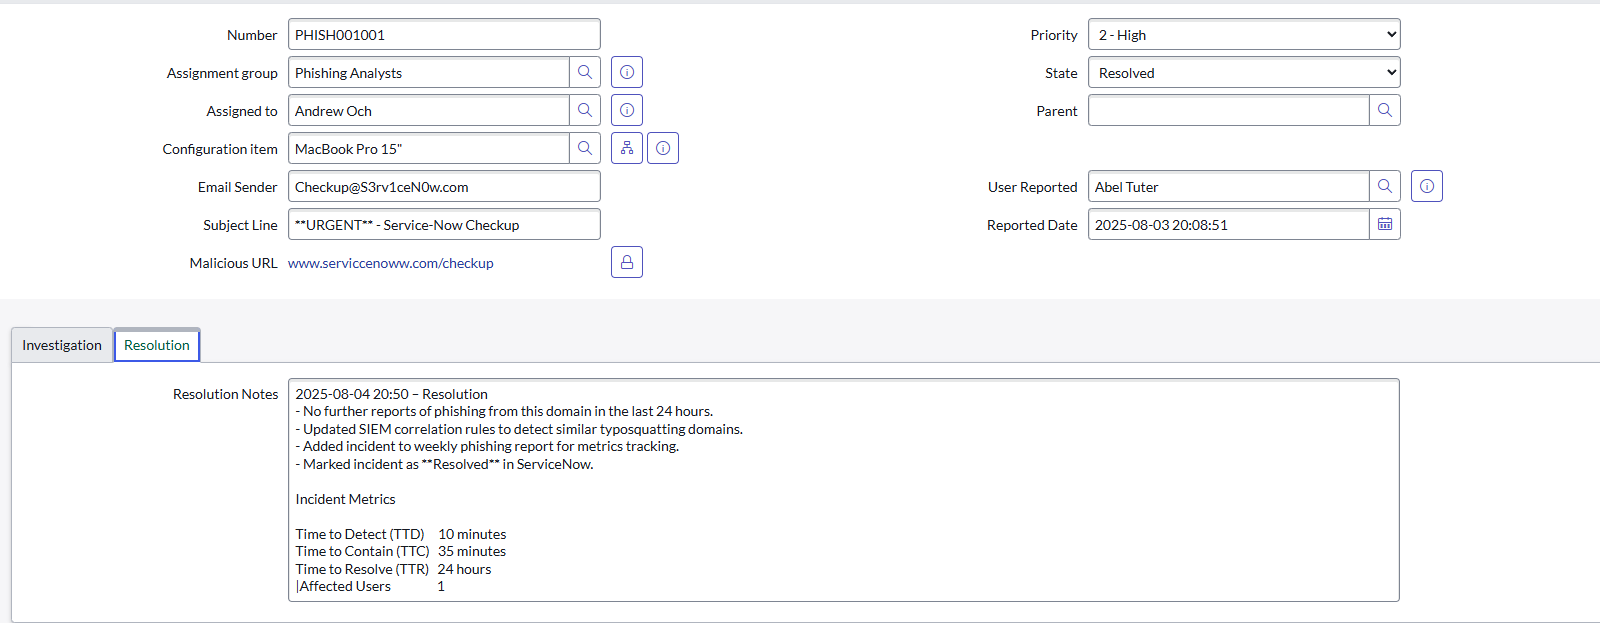 Number PHISH001001
Priority 2 - High
Assignment group Phishing Analysts
State Resolved
Assigned to Andrew Och
Parent
Configuration item MacBook Pro 15"
Email Sender Checkup@S3rv1ceN0w.com
User Reported Abel Tuter
Subject Line **URGENT** - Service-Now Checkup
Reported Date 2025-08-03 20:08:51
Malicious URL www.serviccenoww.com/checkup
Investigation Resolution
Resolution Notes 2025-08-04 20:50 – Resolution
- No further reports of phishing from this domain in the last 24 hours.
- Updated SIEM correlation rules to detect similar typosquatting domains.
- Added incident to weekly phishing report for metrics tracking.
- Marked incident as **Resolved** in ServiceNow.
Incident Metrics
Time to Detect (TTD) 10 minutes
Time to Contain (TTC) 35 minutes
Time to Resolve (TTR) 24 hours
|Affected Users 1